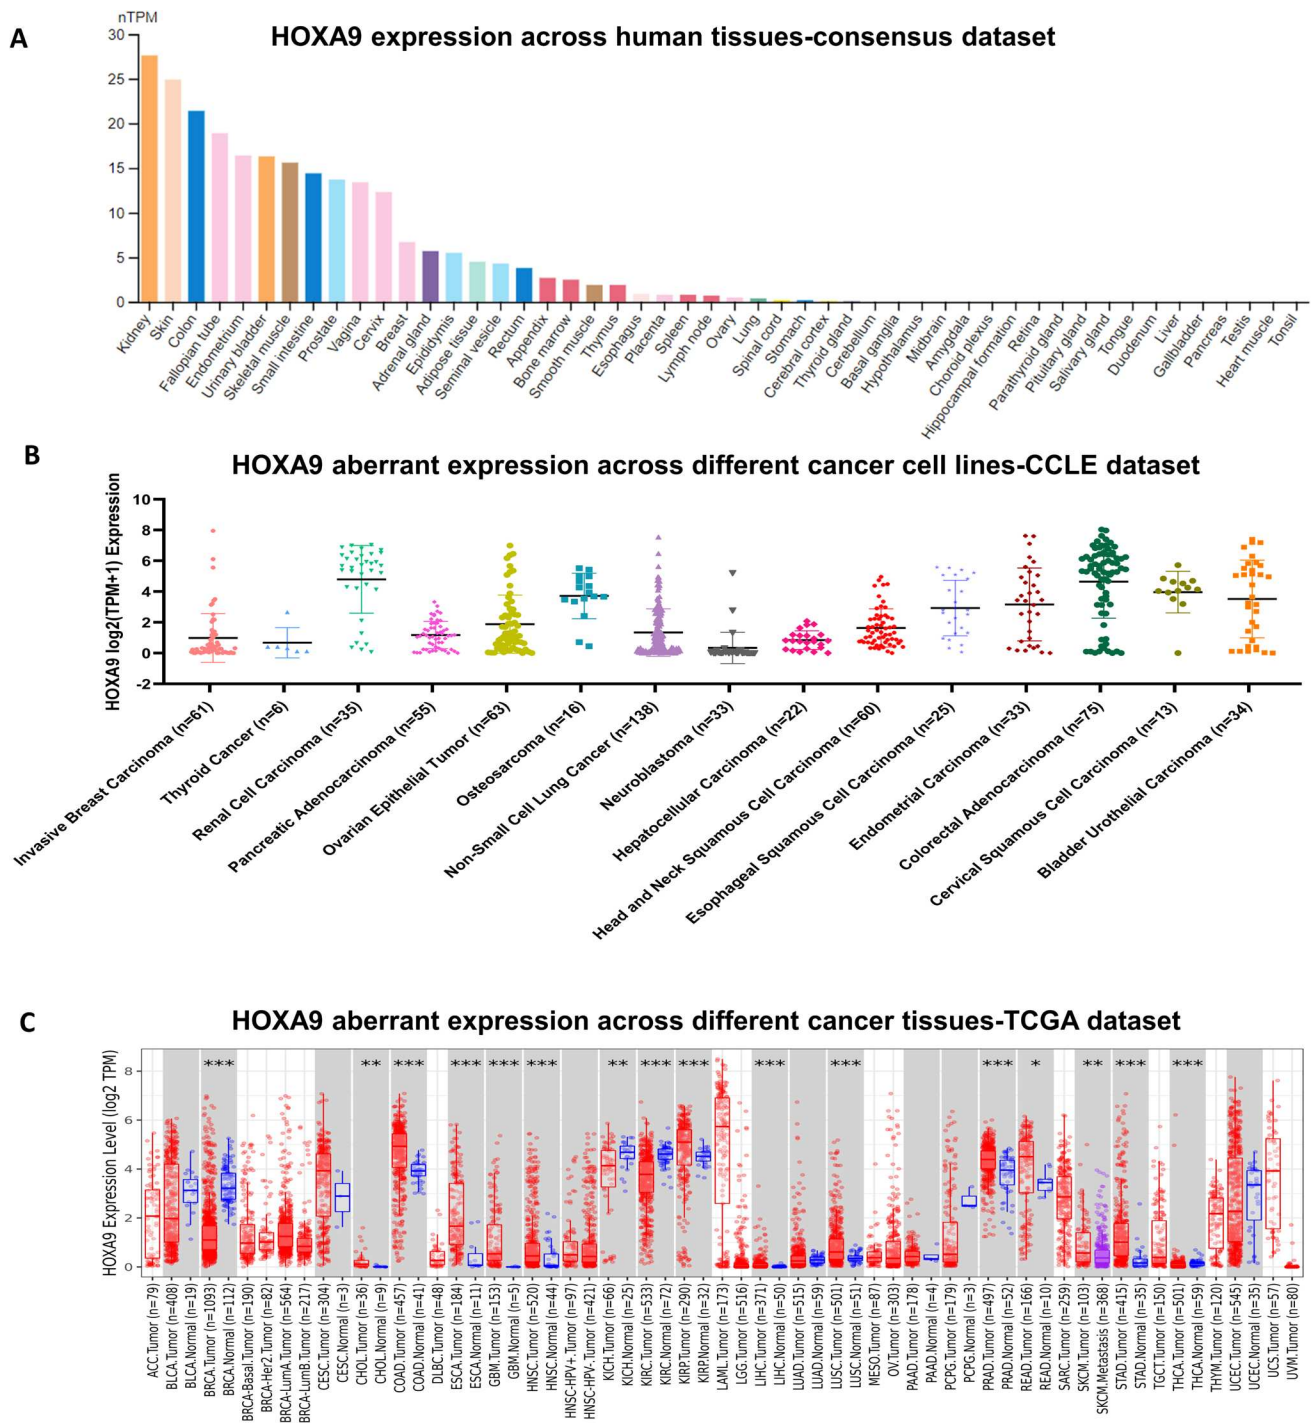 A
nTPM
HOXA9 expression across human tissues-consensus dataset
30
25
20
15
10
5
0
Kidney
Skin
Colon
Fallopian tube
Endometrium
Urinary bladder
Skeletal muscle
Small intestine
Prostate
Vagina
Cervix
Breast
Adrenal gland
Epididymis
Adipose tissue
Seminal vesicle
Rectum
Appendix
Bone marrow
Smooth muscle
Thymus
Esophagus
Placenta
Spleen
Lymph node
Ovary
Lung
Spinal cord
Stomach
Cerebral cortex
Thyroid gland
Cerebellum
Basal ganglia
Hypothalamus
Midbrain
Amygdala
Choroid plexus
Hippocampal formation
Retina
Parathyroid gland
Pituitary gland
Salivary gland
Tongue
Duodenum
Liver
Gallbladder
Pancreas
Testis
Heart muscle
Tonsil
B
HOXA9 aberrant expression across different cancer cell lines-CCLE dataset
HOXA9 log2(TPM+1) Expression
10
8
6
4
2
0
-2
Invasive Breast Carcinoma (n=61)
Thyroid Cancer (n=6)
Renal Cell Carcinoma (n=35)
Pancreatic Adenocarcinoma (n=55)
Ovarian Epithelial Tumor (n=63)
Osteosarcoma (n=16)
Non-Small Cell Lung Cancer (n=138)
Neuroblastoma (n=33)
Hepatocellular Carcinoma (n=22)
Head and Neck Squamous Cell Carcinoma (n=60)
Esophageal Squamous Cell Carcinoma (n=25)
Endometrial Carcinoma (n=33)
Colorectal Adenocarcinoma (n=75)
Cervical Squamous Cell Carcinoma (n=13)
Bladder Urothelial Carcinoma (n=34)
C
HOXA9 aberrant expression across different cancer tissues-TCGA dataset
HOXA9 Expression Level (log2 TPM)
8
6
4
2
0
*** ** *** *** *** *** ** *** *** *** *** *** * ** *** ***
ACC.Tumor (n=79)
BLCA.Tumor (n=408)
BLCA.Normal (n=19)
BRCA.Tumor (n=1093)
BRCA.Normal (n=112)
BRCA-Basal.Tumor (n=190)
BRCA-Her2.Tumor (n=82)
BRCA-LumA.Tumor (n=564)
BRCA-LumB.Tumor (n=217)
CESC.Tumor (n=304)
CESC.Normal (n=3)
CHOL.Tumor (n=36)
CHOL.Normal (n=9)
COAD.Tumor (n=457)
COAD.Normal (n=41)
DLBC.Tumor (n=48)
ESCA.Tumor (n=184)
ESCA.Normal (n=11)
GBM.Tumor (n=153)
GBM.Normal (n=5)
HNSC.Tumor (n=520)
HNSC.Normal (n=44)
HNSC-HPV+.Tumor (n=97)
HNSC-HPV-.Tumor (n=421)
KICH.Tumor (n=66)
KICH.Normal (n=25)
KIRC.Tumor (n=533)
KIRC.Normal (n=72)
KIRP.Tumor (n=290)
KIRP.Normal (n=32)
LAML.Tumor (n=173)
LGG.Tumor (n=516)
LIHC.Tumor (n=371)
LIHC.Normal (n=50)
LUAD.Tumor (n=515)
LUAD.Normal (n=59)
LUSC.Tumor (n=501)
LUSC.Normal (n=51)
MESO.Tumor (n=87)
OV.Tumor (n=303)
PAAD.Tumor (n=178)
PAAD.Normal (n=4)
PCPG.Tumor (n=179)
PCPG.Normal (n=3)
PRAD.Tumor (n=497)
PRAD.Normal (n=52)
READ.Tumor (n=166)
READ.Normal (n=10)
SARC.Tumor (n=259)
SKCM.Tumor (n=103)
SKCM.Metastasis (n=368)
STAD.Tumor (n=415)
STAD.Normal (n=35)
TGCT.Tumor (n=150)
THCA.Tumor (n=501)
THCA.Normal (n=59)
THYM.Tumor (n=120)
UCEC.Tumor (n=545)
UCEC.Normal (n=35)
UCS.Tumor (n=57)
UVM.Tumor (n=80)